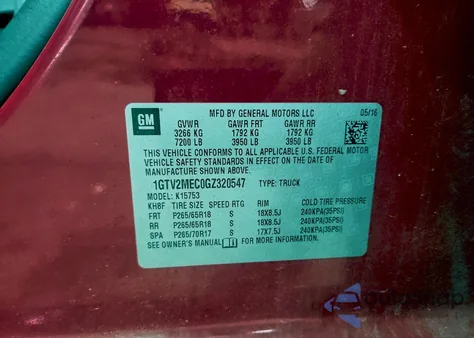 GM
MFD BY GENERAL MOTORS LLC 05/16
GVWR GAWR FRT GAWR RR
3266 KG 1792 KG 1792 KG
7200 LB 3950 LB 3950 LB
THIS VEHICLE CONFORMS TO ALL APPLICABLE U.S. FEDERAL MOTOR
VEHICLE SAFETY STANDARDS IN EFFECT ON THE DATE OF
MANUFACTURE SHOWN ABOVE.
1GTV2MEC0GZ320547 TYPE: TRUCK
MODEL: K15753
KH8F TIRE SIZE SPEED RTG RIM COLD TIRE PRESSURE
FRT P265/65R18 S 18X8.5J 240KPA(35PSI)
RR P265/65R18 S 18X8.5J 240KPA(35PSI)
SPA P265/70R17 S 17X7.5J 240KPA(35PSI)
SEE OWNER'S MANUAL FOR MORE INFORMATION.